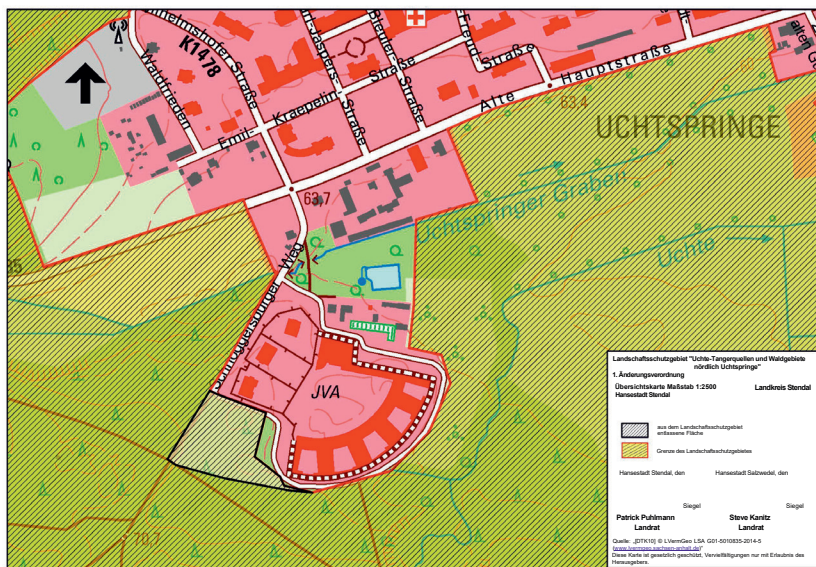 K1478
Waldfrieden
Straße
Emil-
Kraepelin-
Straße
Straße
Straße
Straße
Alte
Hauptstraße
63,4
60
UCHTSPRINGE
63,7
Uchtspringer Graben
Uchte
Weg
85
JVA
70,7
Landschaftsschutzgebiet "Uchte-Tangerquellen und Waldgebiete
nördlich Uchtspringe"
1. Änderungsverordnung
Übersichtskarte Maßstab 1:2500
Landkreis Stendal
Hansestadt Stendal
aus dem Landschaftsschutzgebiet
entlassene Fläche
Grenze des Landschaftsschutzgebietes
Hansestadt Stendal, den
Hansestadt Salzwedel, den
Siegel
Siegel
Patrick Puhlmann
Steve Kanitz
Landrat
Landrat
Quelle: „[DTK10] © LVermGeo LSA G01-5010835-2014-5
(www.lvermgeo.sachsen-anhalt.de)“
Diese Karte ist gesetzlich geschützt, Vervielfältigungen nur mit Erlaubnis des
Herausgebers.